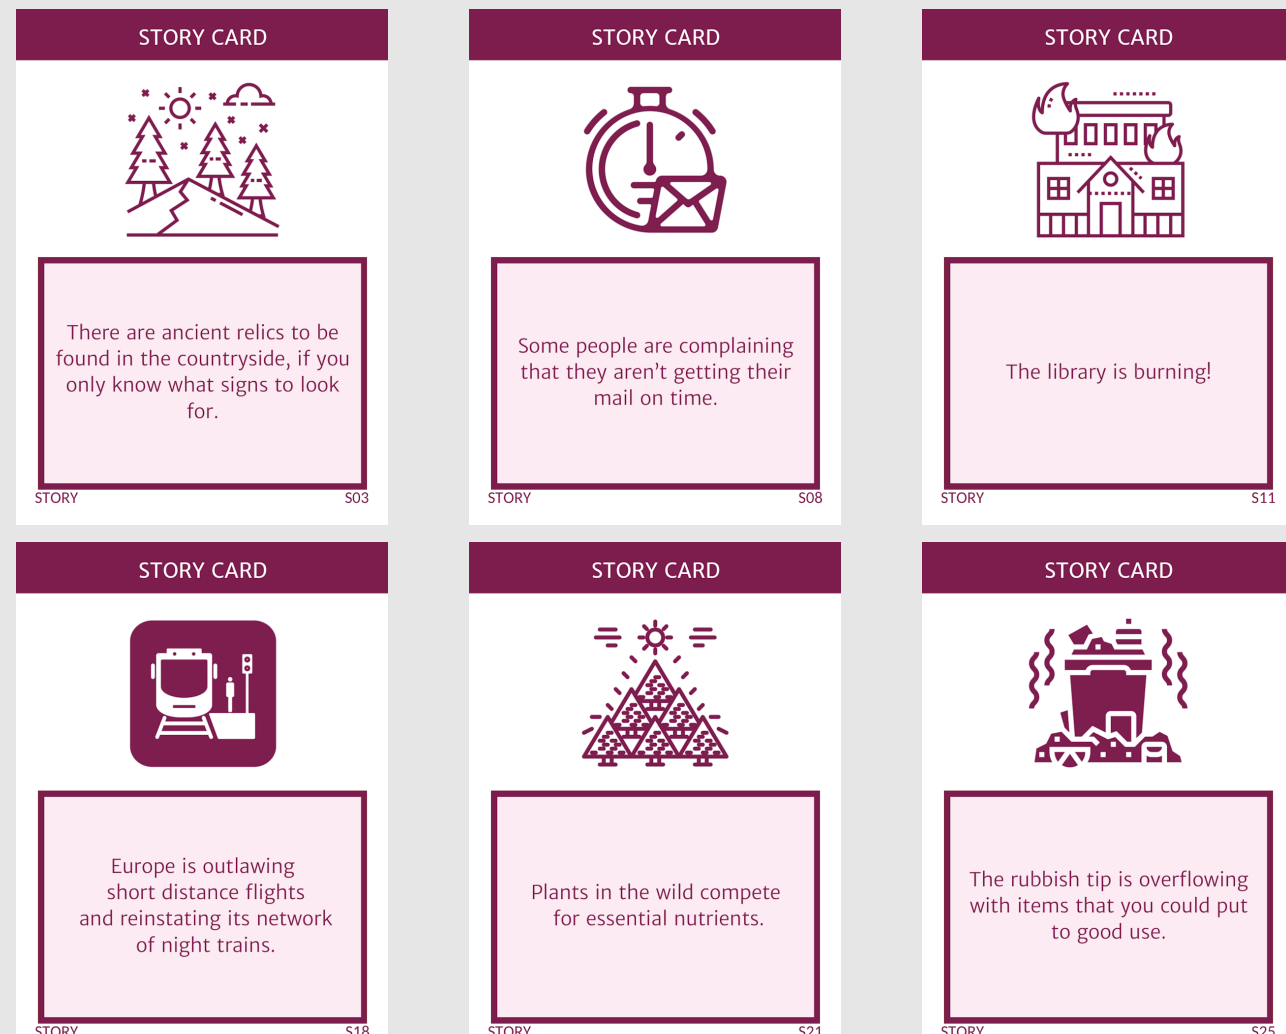 STORY CARD
There are ancient relics to be
found in the countryside, if you
only know what signs to look
for.
STORY S03
STORY CARD
Some people are complaining
that they aren’t getting their
mail on time.
STORY S08
STORY CARD
The library is burning!
STORY S11
STORY CARD
Europe is outlawing
short distance flights
and reinstating its network
of night trains.
STORY S18
STORY CARD
Plants in the wild compete
for essential nutrients.
STORY S21
STORY CARD
The rubbish tip is overflowing
with items that you could put
to good use.
STORY S25